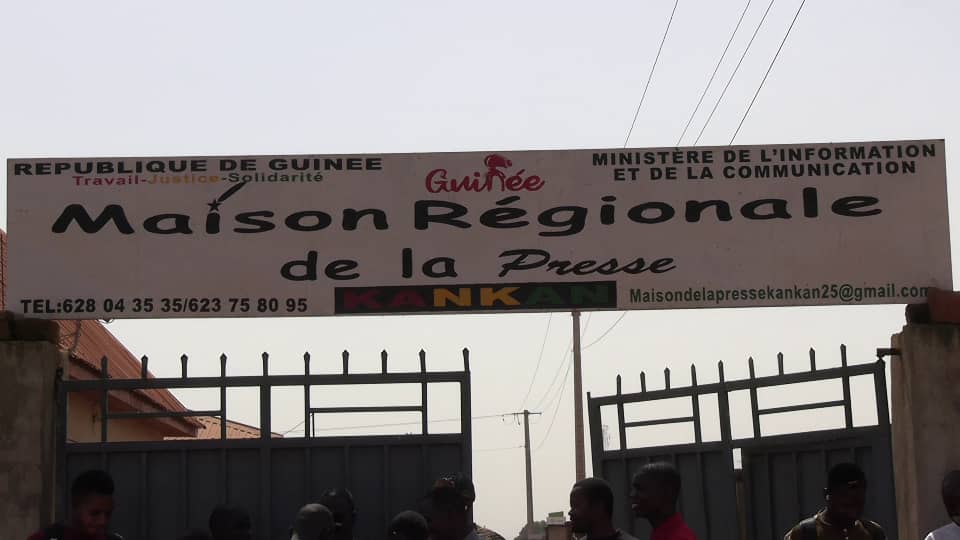 REPUBLIQUE DE GUINEE
Travail-Justice-Solidarité
Guinée
MINISTÈRE DE L'INFORMATION
ET DE LA COMMUNICATION
Maison Régionale
de la Presse
KANKAN
TEL:628 04 35 35/623 75 80 95
Maisondelapressekankan25@gmail.com